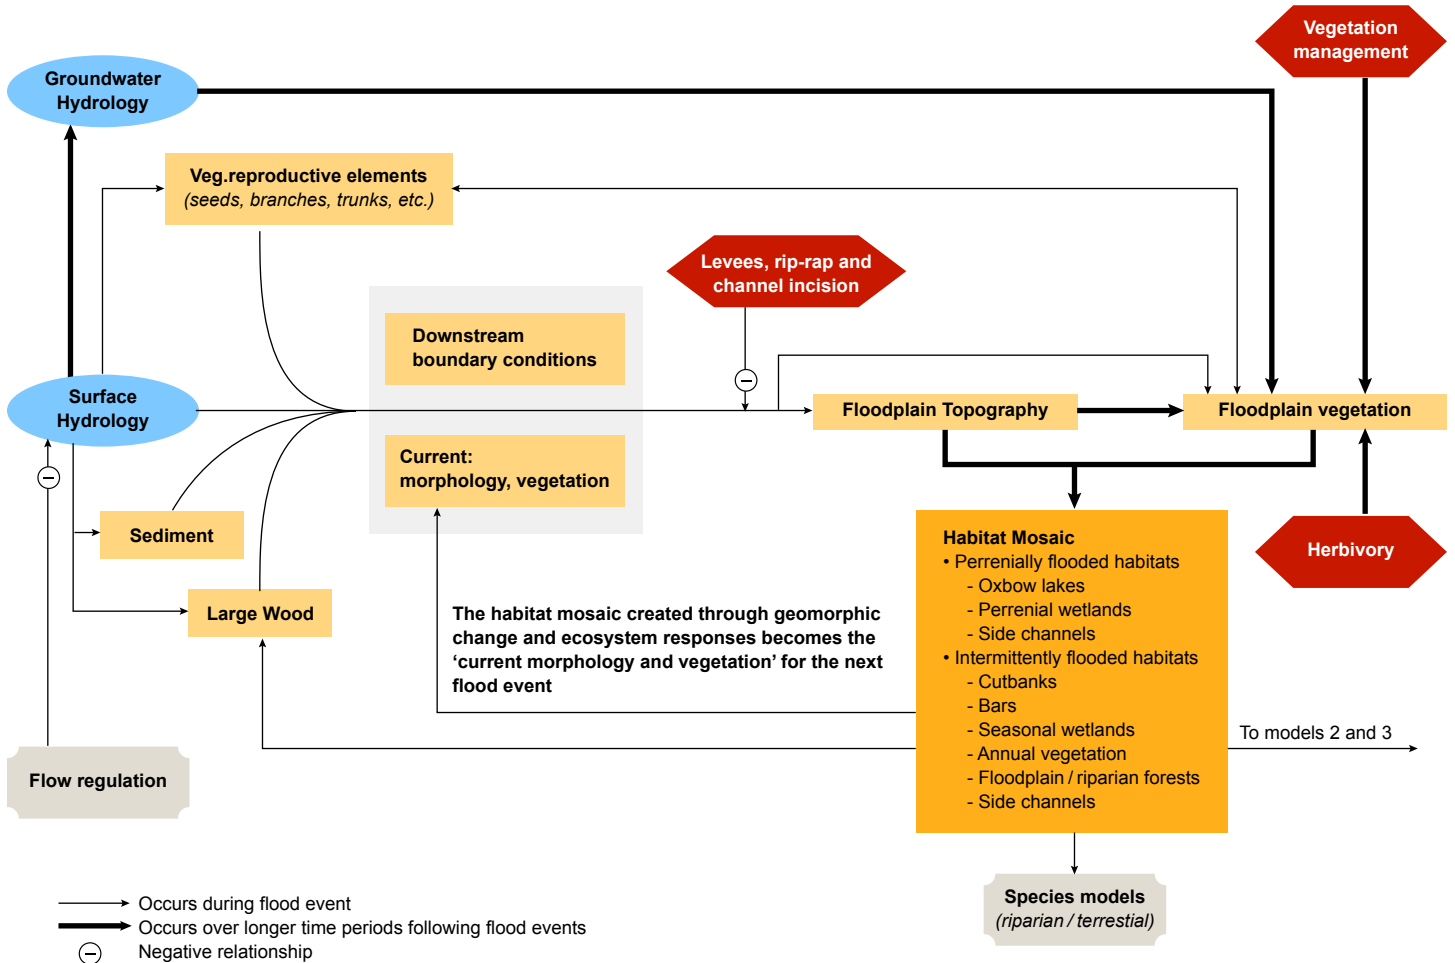 Vegetation
management
Groundwater
Hydrology
Veg.reproductive elements
(seeds, branches, trunks, etc.)
Levees, rip-rap and
channel incision
Downstream
boundary conditions
Surface
Hydrology
Floodplain Topography
Floodplain vegetation
Current:
morphology, vegetation
Sediment
Large Wood
Herbivory
Habitat Mosaic
• Perrenially flooded habitats
- Oxbow lakes
- Perrenial wetlands
- Side channels
• Intermittently flooded habitats
- Cutbanks
- Bars
- Seasonal wetlands
- Annual vegetation
- Floodplain / riparian forests
- Side channels
The habitat mosaic created through geomorphic
change and ecosystem responses becomes the
‘current morphology and vegetation’ for the next
flood event
To models 2 and 3
Flow regulation
Species models
(riparian / terrestial)
Occurs during flood event
Occurs over longer time periods following flood events
Negative relationship